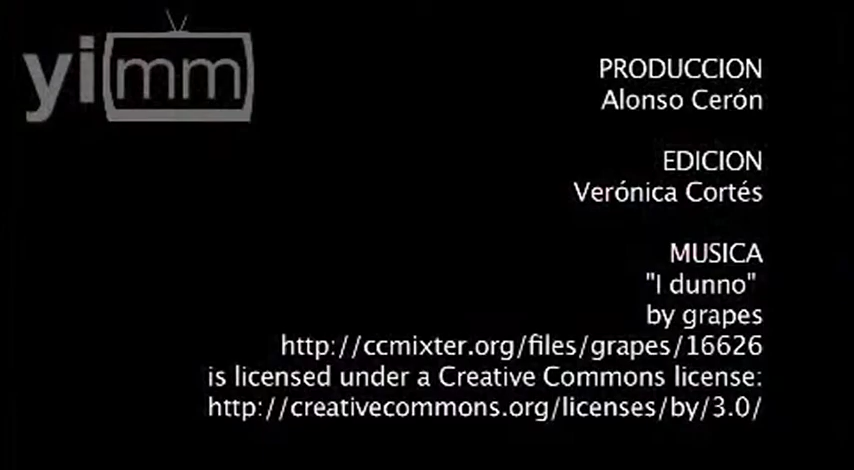 yimm
PRODUCCION
Alonso Cerón
EDICION
Verónica Cortés
MUSICA
"I dunno"
by grapes
http://ccmixter.org/files/grapes/16626
is licensed under a Creative Commons license:
http://creativecommons.org/licenses/by/3.0/